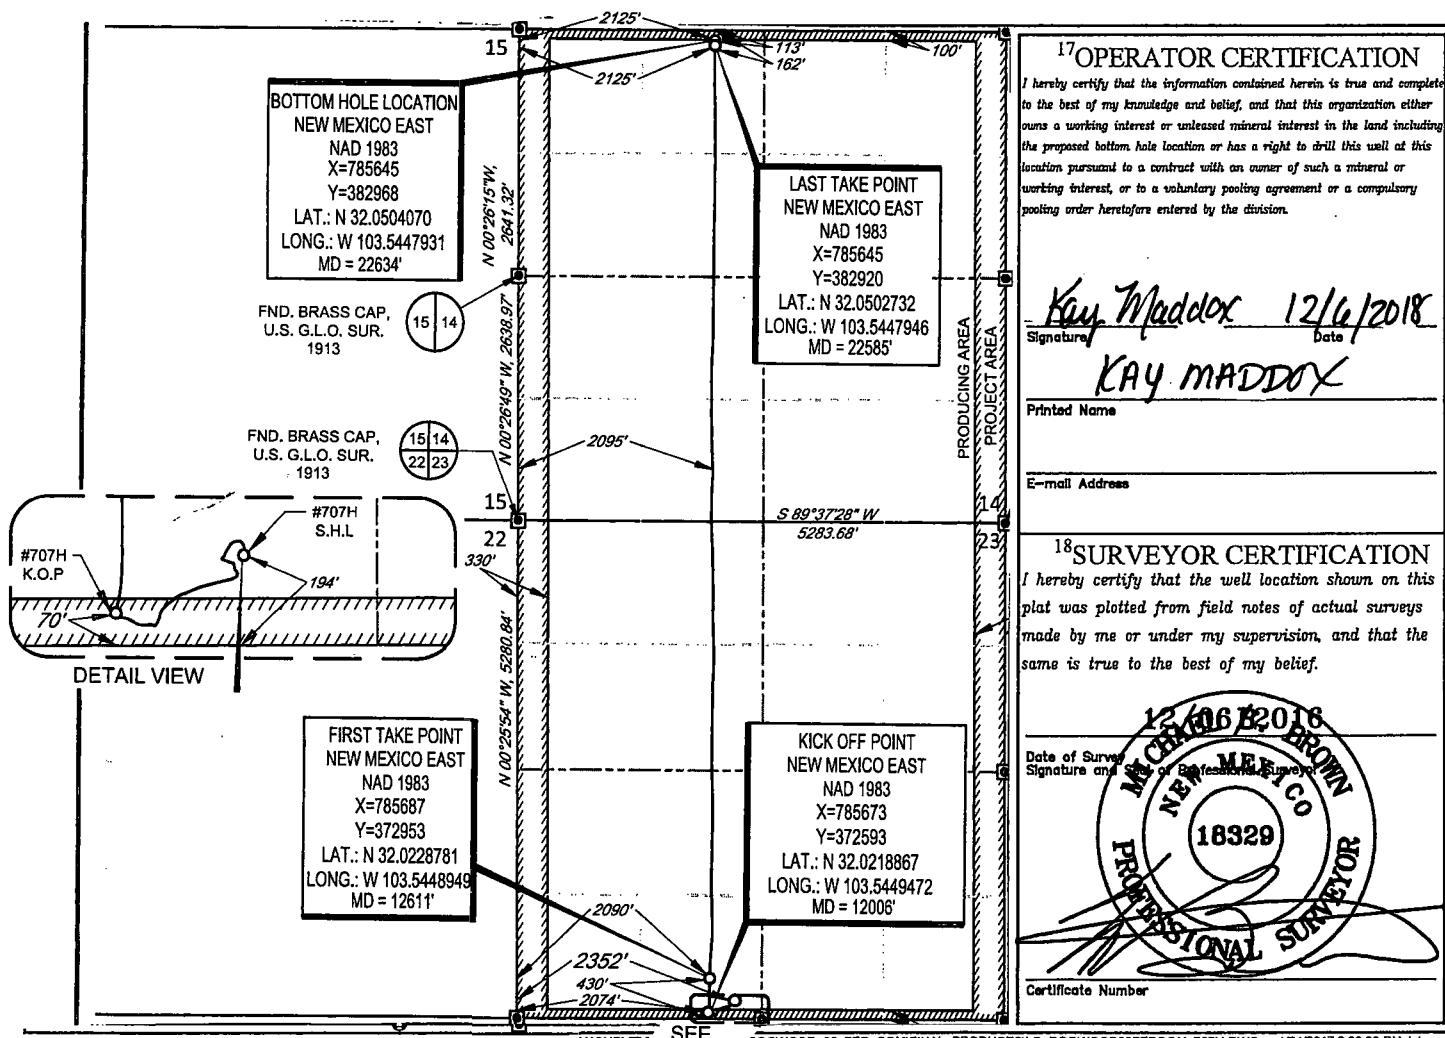 2125'
15
113'
100'
162'
2125'
BOTTOM HOLE LOCATION
NEW MEXICO EAST
NAD 1983
X=785645
Y=382968
LAT.: N 32.0504070
LONG.: W 103.5447931
MD = 22634'
N 00°26'15" W,
2641.32'
LAST TAKE POINT
NEW MEXICO EAST
NAD 1983
X=785645
Y=382920
LAT.: N 32.0502732
LONG.: W 103.5447946
MD = 22585'
FND. BRASS CAP,
U.S. G.L.O. SUR.
1913
15 14
N 00°26'49" W, 2638.97'
PRODUCING AREA
PROJECT AREA
FND. BRASS CAP,
U.S. G.L.O. SUR.
1913
15 14
22 23
2095'
15
14
S 89°37'28" W
5283.68'
22
23
330'
#707H
S.H.L
#707H
K.O.P
194'
70'
DETAIL VIEW
N 00°25'54" W, 5280.84'
FIRST TAKE POINT
NEW MEXICO EAST
NAD 1983
X=785687
Y=372953
LAT.: N 32.0228781
LONG.: W 103.5448949
MD = 12611'
KICK OFF POINT
NEW MEXICO EAST
NAD 1983
X=785673
Y=372593
LAT.: N 32.0218867
LONG.: W 103.5449472
MD = 12006'
2090'
2352'
430'
2074'
SEE
17 OPERATOR CERTIFICATION
I hereby certify that the information contained herein is true and complete
to the best of my knowledge and belief, and that this organization either
owns a working interest or unleased mineral interest in the land including
the proposed bottom hole location or has a right to drill this well at this
location pursuant to a contract with an owner of such a mineral or
working interest, or to a voluntary pooling agreement or a compulsory
pooling order heretofore entered by the division.
Kay Maddox 12/6/2018
Signature Date
KAY MADDOX
Printed Name
E-mail Address
18 SURVEYOR CERTIFICATION
I hereby certify that the well location shown on this
plat was plotted from field notes of actual surveys
made by me or under my supervision, and that the
same is true to the best of my belief.
12/06/2016
Date of Survey
Signature and Seal of Professional Surveyor
MICHAEL B. BROWN
NEW MEXICO
18329
PROFESSIONAL SURVEYOR
Certificate Number